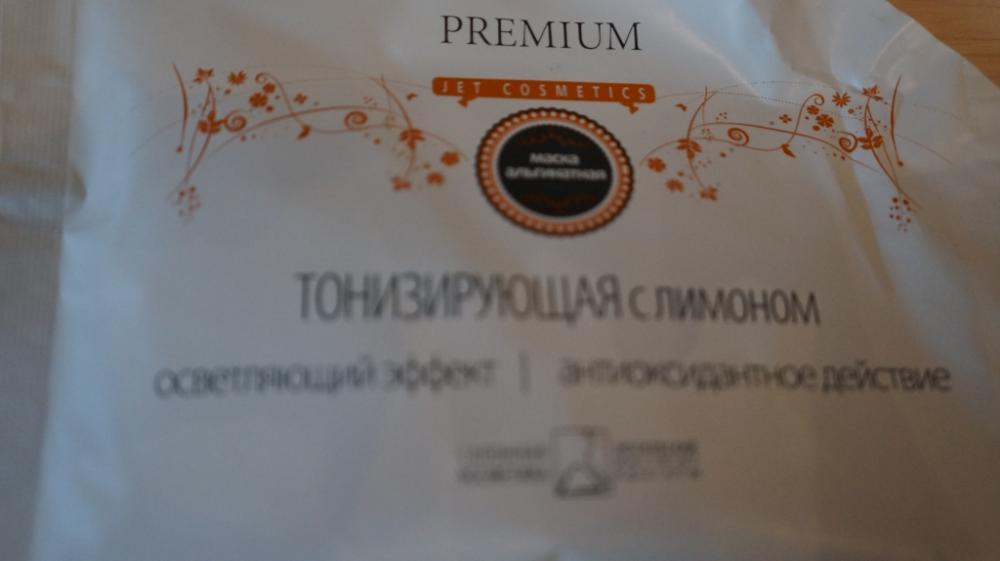 PREMIUM
JET COSMETICS
маска
альгинатная
ТОНИЗИРУЮЩАЯ С ЛИМОНОМ
осветляющий эффект | антиоксидантное действие